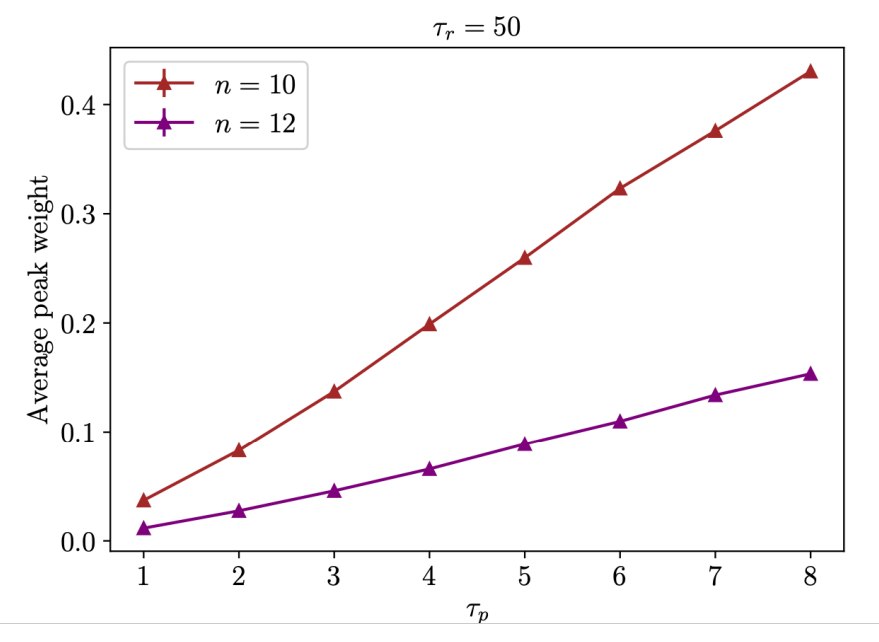 τ_r = 50
n = 10
n = 12
Average peak weight
0.4
0.3
0.2
0.1
0.0
1 2 3 4 5 6 7 8
τ_p